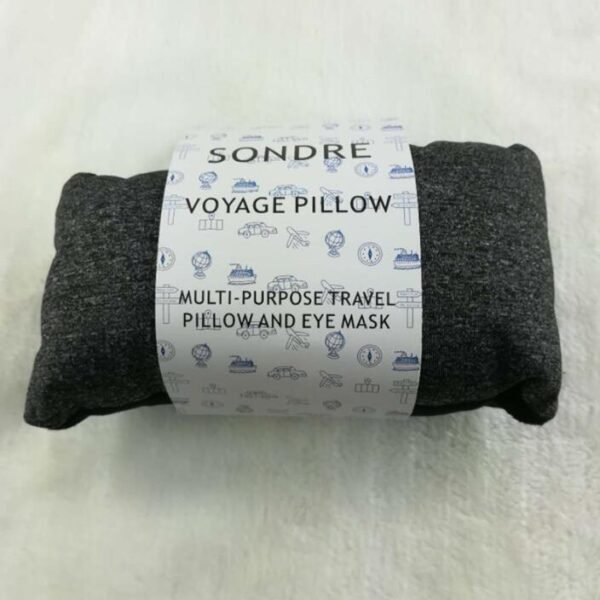 SONDRE
VOYAGE PILLOW
MULTI-PURPOSE TRAVEL
PILLOW AND EYE MASK